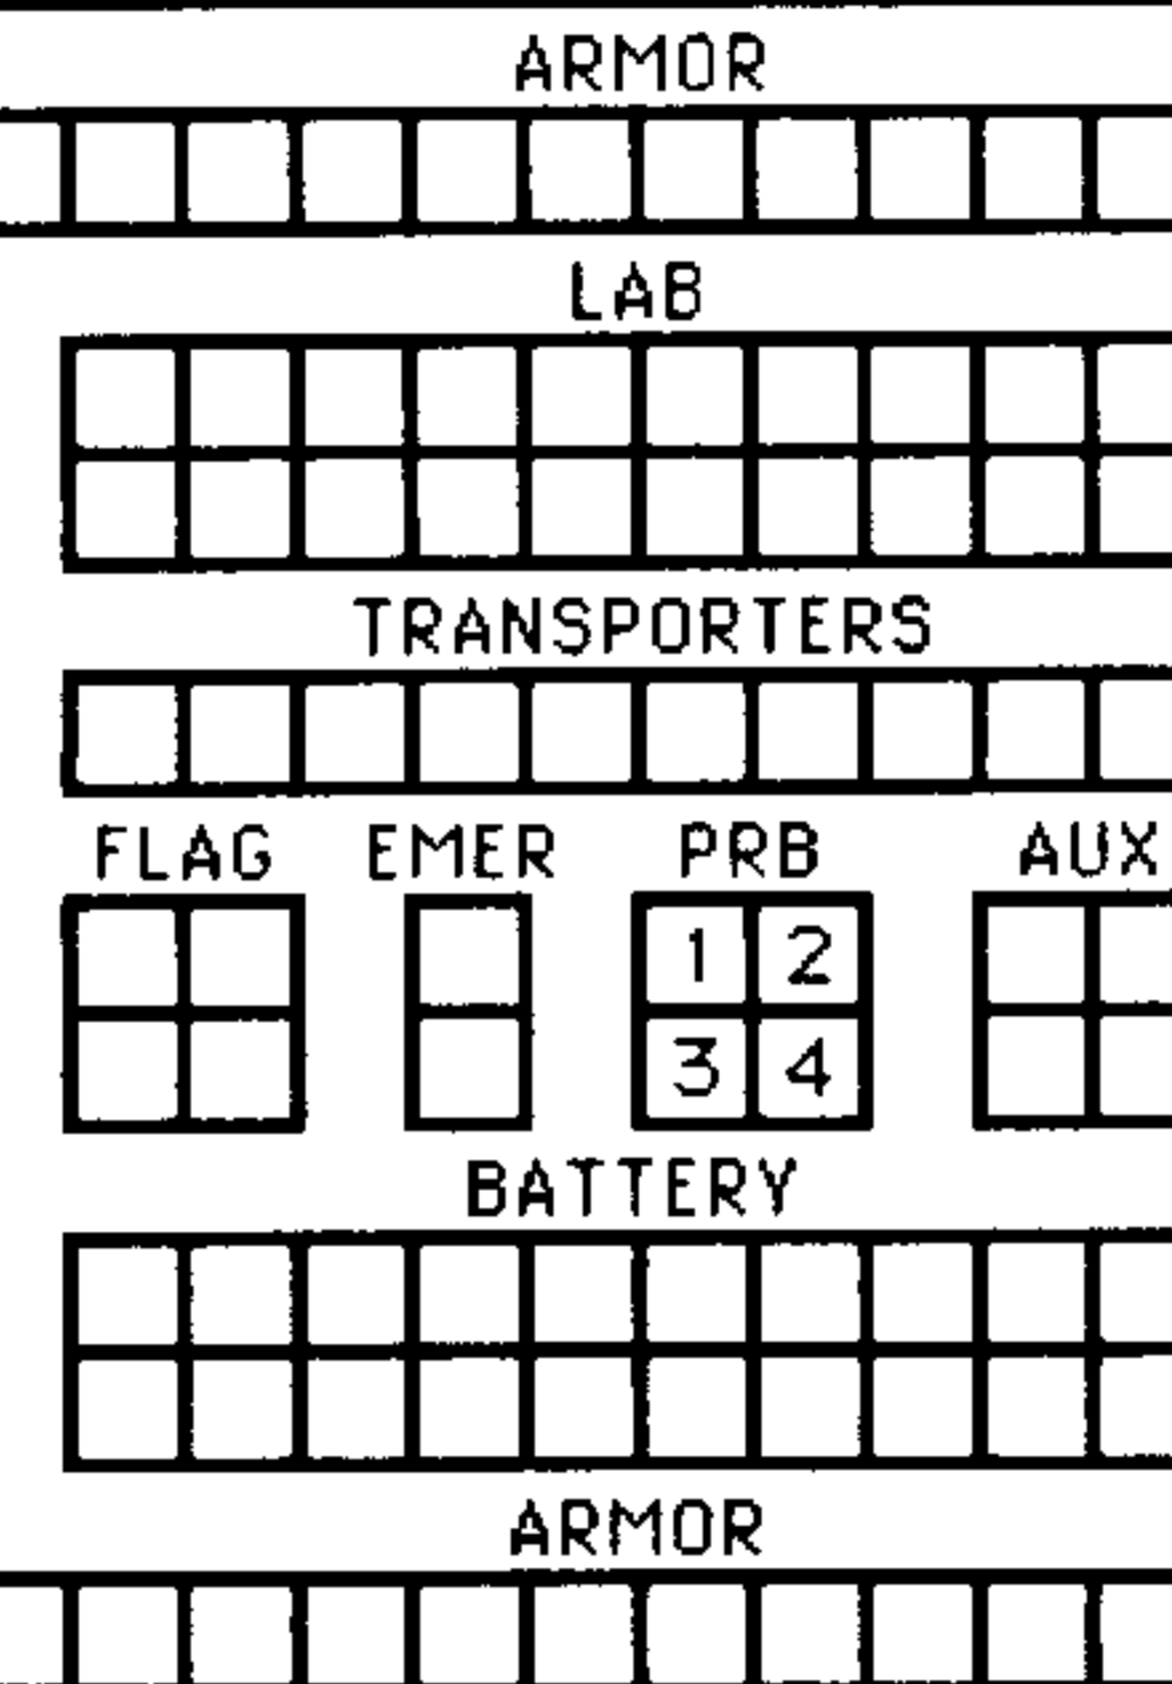 ARMOR
LAB
TRANSPORTERS
FLAG EMER PRB AUX
1 2
3 4
BATTERY
ARMOR